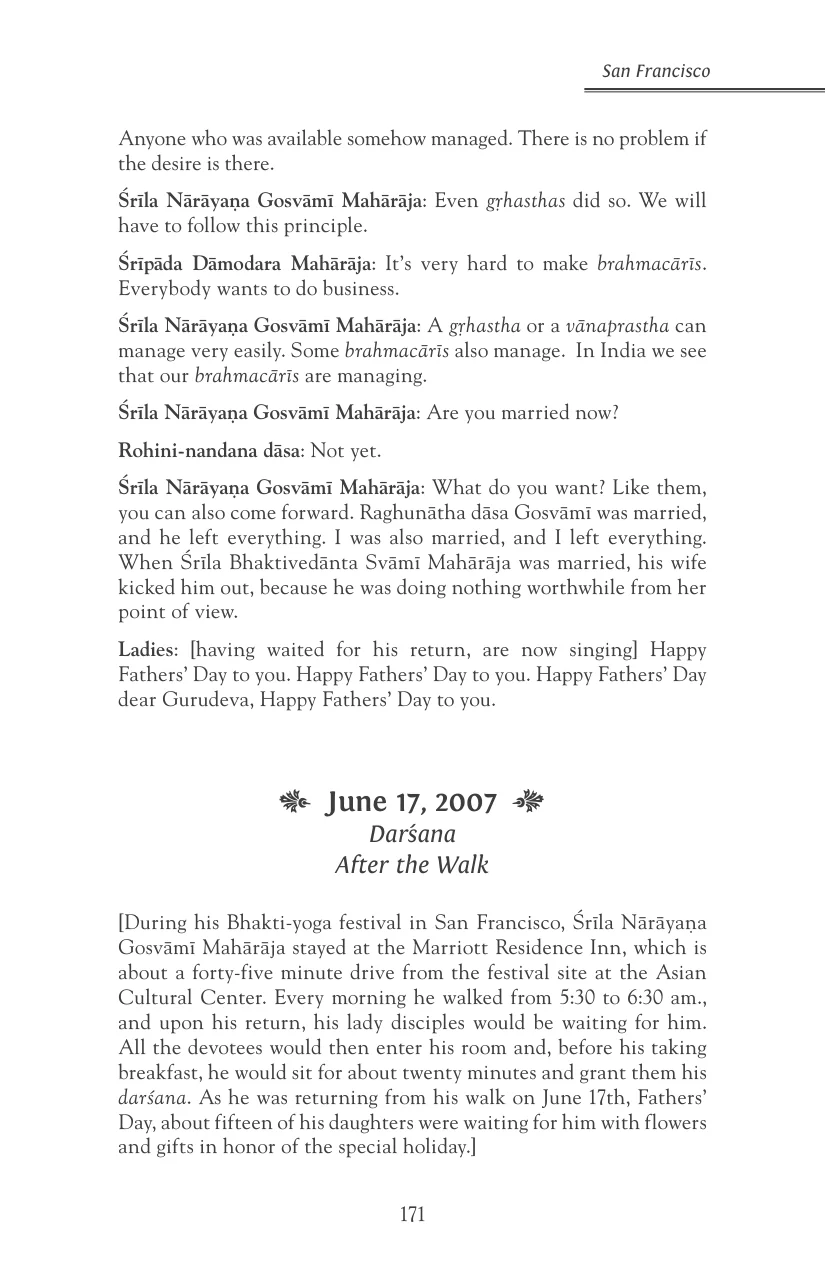 San Francisco
Anyone who was available somehow managed. There is no problem if
the desire is there.
Śrīla Nārāyaṇa Gosvāmī Mahārāja: Even gṛhasthas did so. We will
have to follow this principle.
Śrīpāda Dāmodara Mahārāja: It’s very hard to make brahmacārīs.
Everybody wants to do business.
Śrīla Nārāyaṇa Gosvāmī Mahārāja: A gṛhastha or a vānaprastha can
manage very easily. Some brahmacārīs also manage.  In India we see
that our brahmacārīs are managing.
Śrīla Nārāyaṇa Gosvāmī Mahārāja: Are you married now?
Rohini-nandana dāsa: Not yet.
Śrīla Nārāyaṇa Gosvāmī Mahārāja: What do you want? Like them,
you can also come forward. Raghunātha dāsa Gosvāmī was married,
and he left everything. I was also married, and I left everything.
When Śrīla Bhaktivedānta Svāmī Mahārāja was married, his wife
kicked him out, because he was doing nothing worthwhile from her
point of view.
Ladies: [having waited for his return, are now singing] Happy
Fathers’ Day to you. Happy Fathers’ Day to you. Happy Fathers’ Day
dear Gurudeva, Happy Fathers’ Day to you.
June 17, 2007
Darśana
After the Walk
[During his Bhakti-yoga festival in San Francisco, Śrīla Nārāyaṇa
Gosvāmī Mahārāja stayed at the Marriott Residence Inn, which is
about a forty-five minute drive from the festival site at the Asian
Cultural Center. Every morning he walked from 5:30 to 6:30 am.,
and upon his return, his lady disciples would be waiting for him.
All the devotees would then enter his room and, before his taking
breakfast, he would sit for about twenty minutes and grant them his
darśana. As he was returning from his walk on June 17th, Fathers’
Day, about fifteen of his daughters were waiting for him with flowers
and gifts in honor of the special holiday.]
171